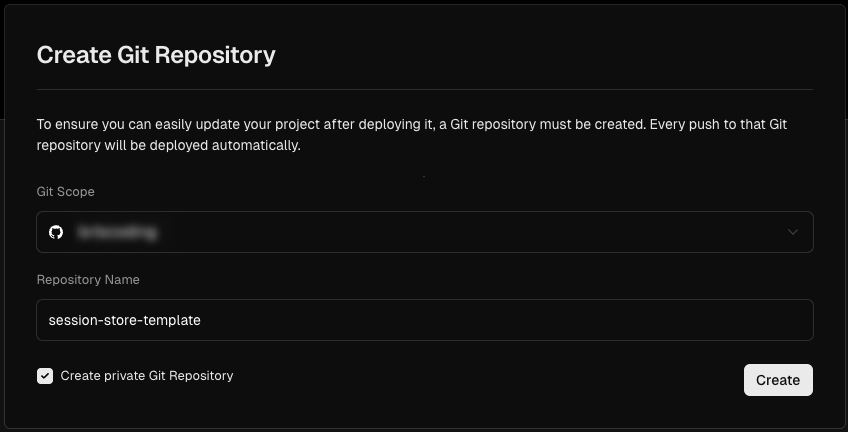 Create Git Repository
To ensure you can easily update your project after deploying it, a Git repository must be created. Every push to that Git
repository will be deployed automatically.
Git Scope
Repository Name
session-store-template
Create private Git Repository
Create